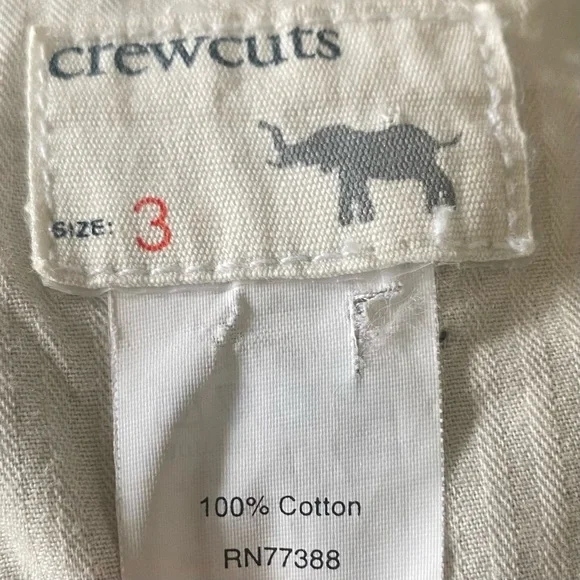 crewcuts
SIZE: 3
100% Cotton
RN77388